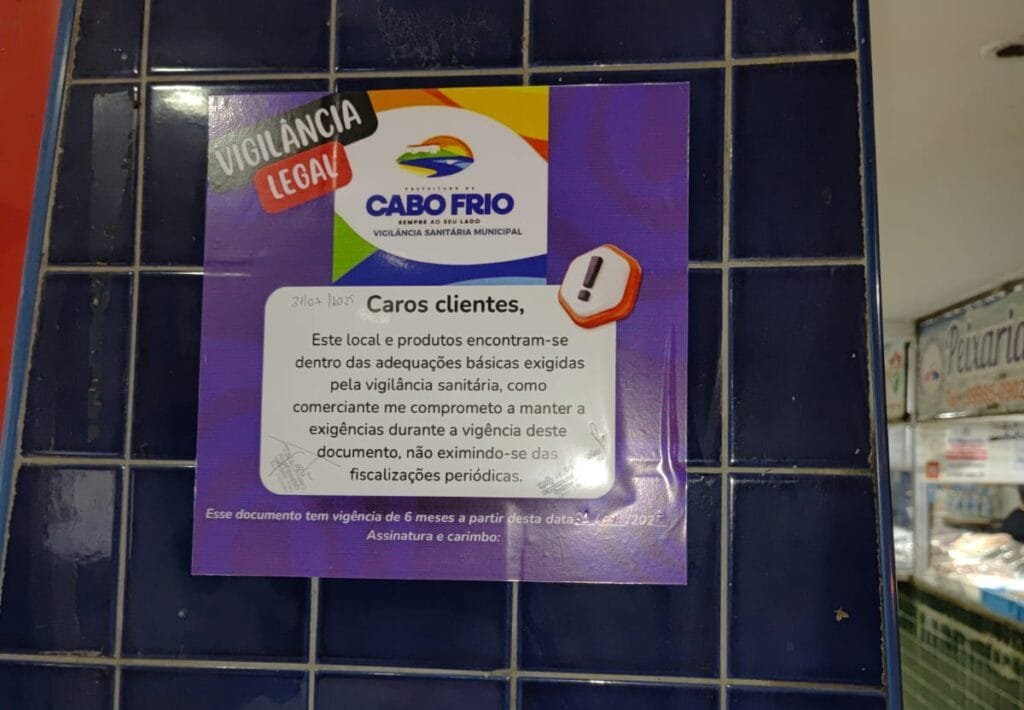 VIGILÂNCIA
LEGAL
PREFEITURA DE
CABO FRIO
SEMPRE AO SEU LADO
VIGILÂNCIA SANITÁRIA MUNICIPAL
Caros clientes,
Este local e produtos encontram-se
dentro das adequações básicas exigidas
pela vigilância sanitária, como
comerciante me comprometo a manter a
exigências durante a vigência deste
documento, não eximindo-se das
fiscalizações periódicas.
Esse documento tem vigência de 6 meses a partir desta data
Assinatura e carimbo:
Peixaria